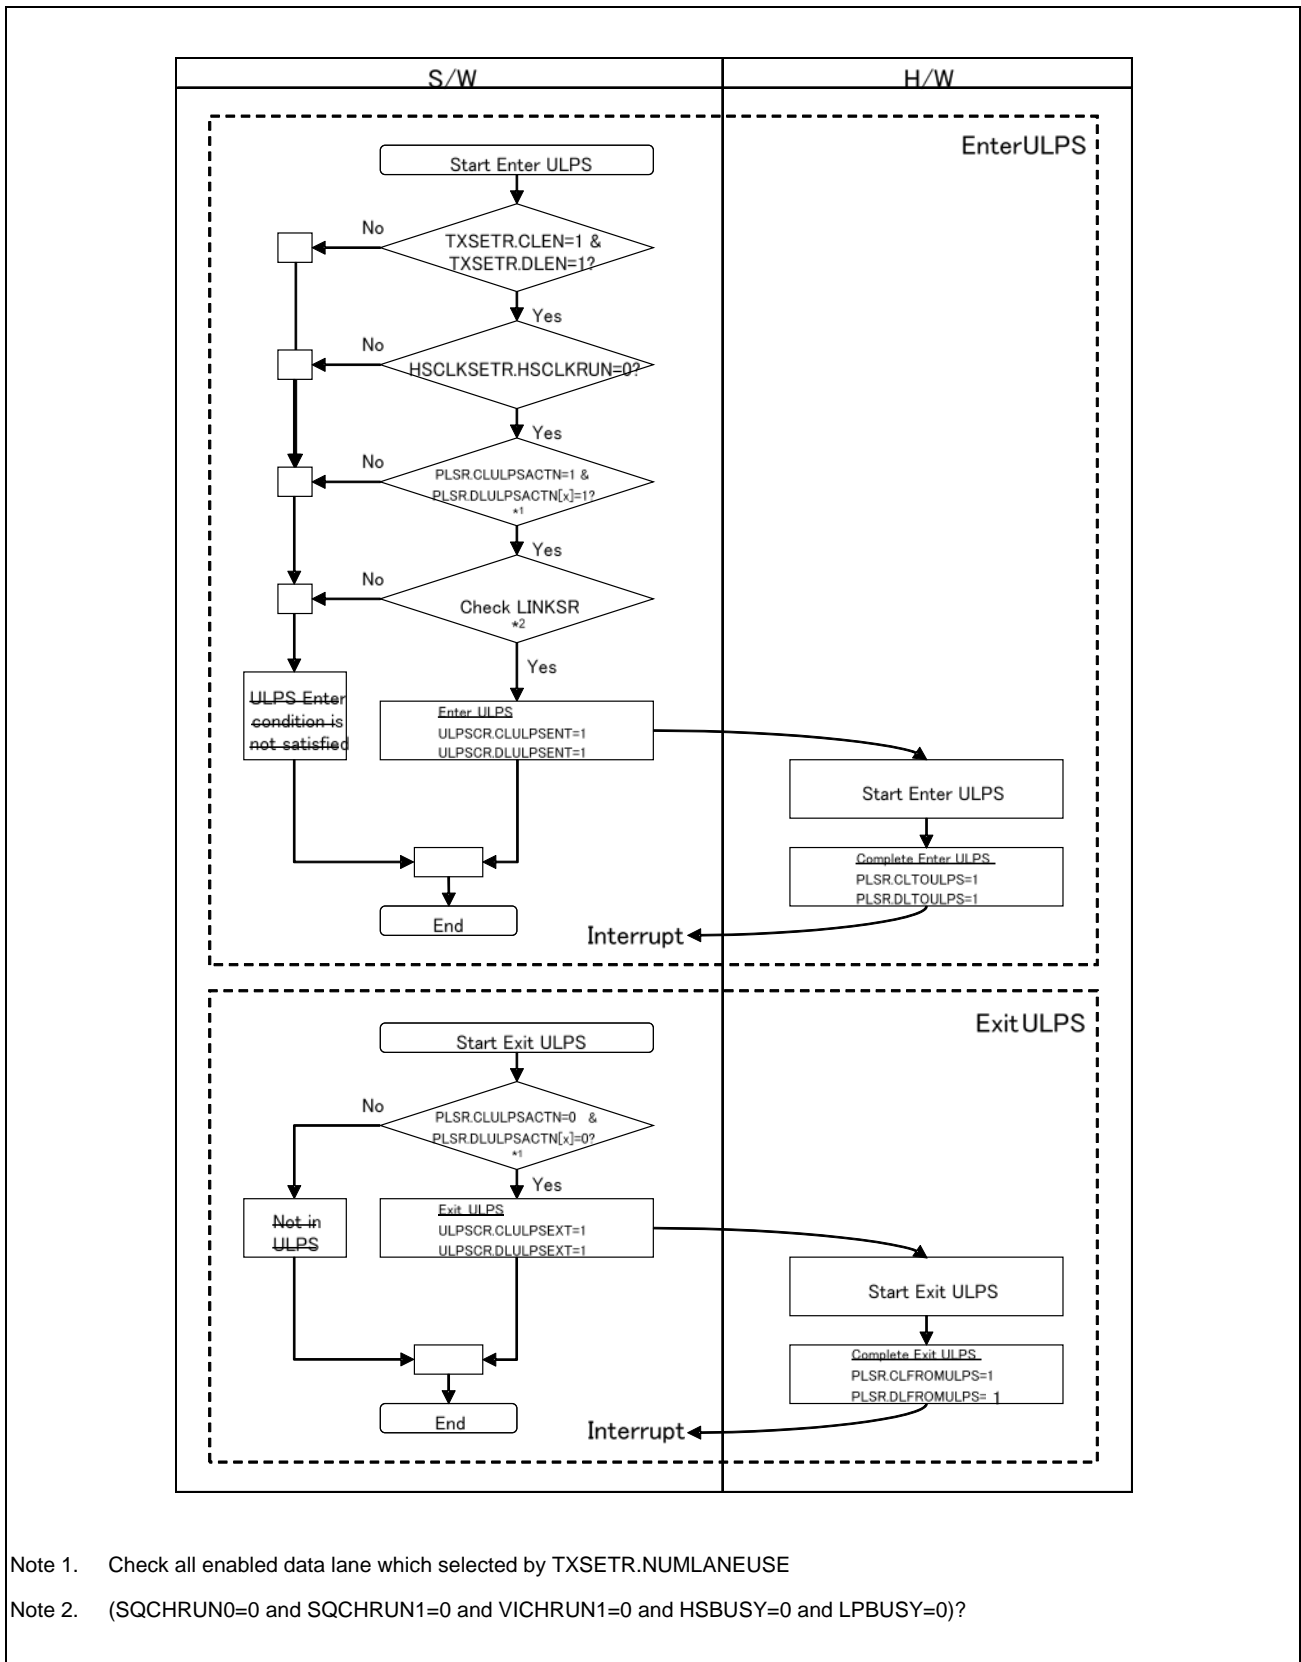 S/W
H/W
EnterULPS
Start Enter ULPS
No
TXSETR.CLEN=1 &
TXSETR.DLEN=1?
Yes
No
HSCLKSETR.HSCLKRUN=0?
Yes
No
PLSR.CLULPSACTN=1 &
PLSR.DLULPSACTN[x]=1?
*1
Yes
No
Check LINKSR
*2
Yes
ULPS Enter
condition is
not satisfied
Enter ULPS
ULPSCR.CLULPSENT=1
ULPSCR.DLULPSENT=1
Start Enter ULPS
Complete Enter ULPS
PLSR.CLTOULPS=1
PLSR.DLTOULPS=1
End
Interrupt
ExitULPS
Start Exit ULPS
No
PLSR.CLULPSACTN=0 &
PLSR.DLULPSACTN[x]=0?
*1
Yes
Not in
ULPS
Exit ULPS
ULPSCR.CLULPSEXT=1
ULPSCR.DLULPSEXT=1
Start Exit ULPS
Complete Exit ULPS
PLSR.CLFROMULPS=1
PLSR.DLFROMULPS= 1
End
Interrupt
Note 1. Check all enabled data lane which selected by TXSETR.NUMLANEUSE
Note 2. (SQCHRUN0=0 and SQCHRUN1=0 and VICHRUN1=0 and HSBUSY=0 and LPBUSY=0)?